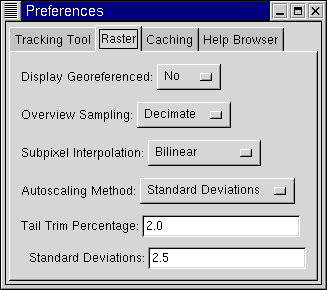 Preferences
Tracking Tool Raster Caching Help Browser
Display Georeferenced: No
Overview Sampling: Decimate
Subpixel Interpolation: Bilinear
Autoscaling Method: Standard Deviations
Tail Trim Percentage: 2.0
Standard Deviations: 2.5